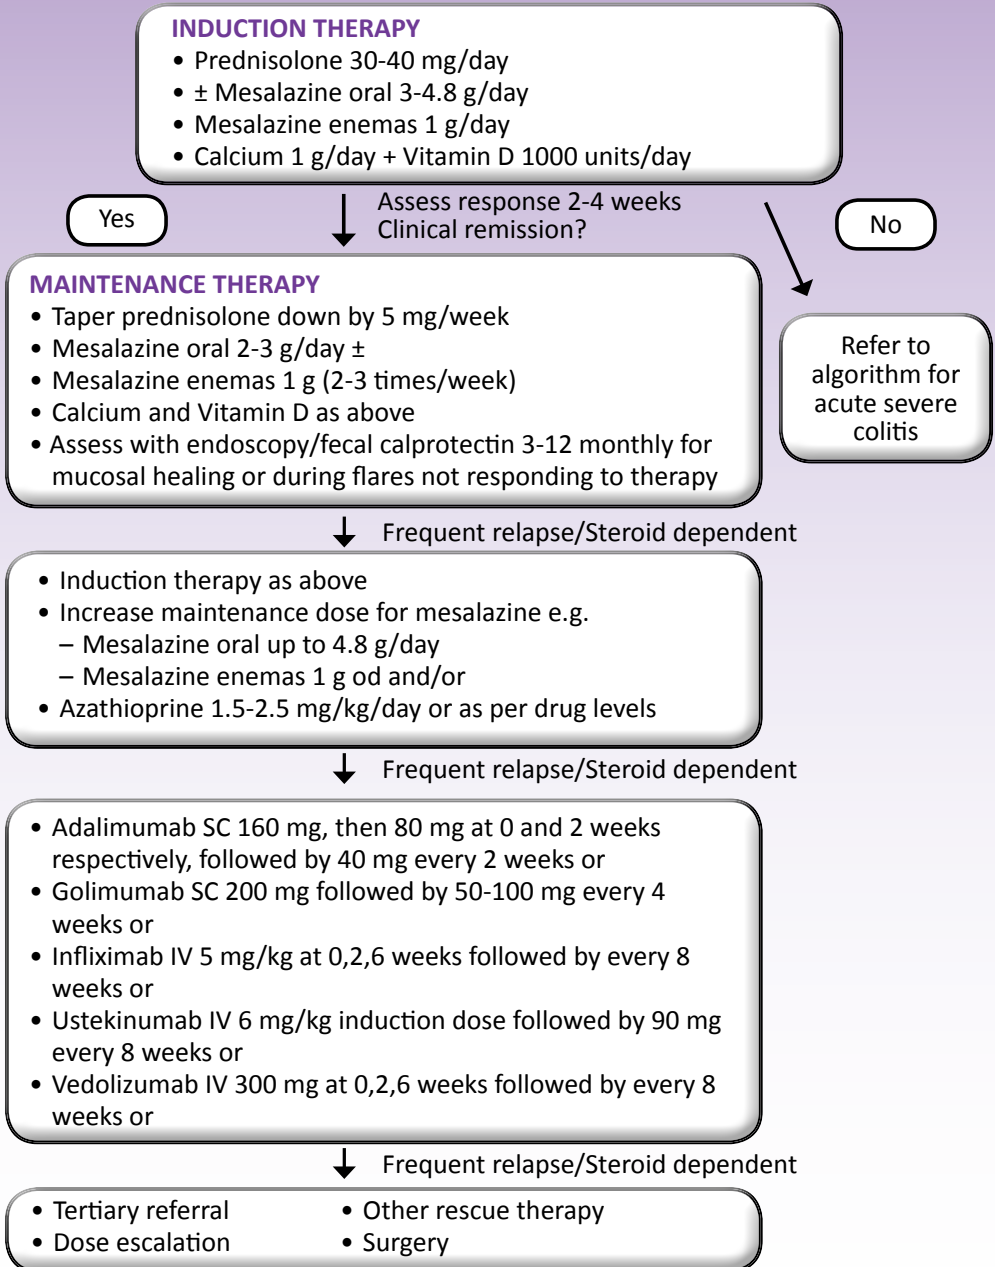 INDUCTION THERAPY
• Prednisolone 30-40 mg/day
• ± Mesalazine oral 3-4.8 g/day
• Mesalazine enemas 1 g/day
• Calcium 1 g/day + Vitamin D 1000 units/day
Yes
Assess response 2-4 weeks
Clinical remission?
No
MAINTENANCE THERAPY
• Taper prednisolone down by 5 mg/week
• Mesalazine oral 2-3 g/day ±
• Mesalazine enemas 1 g (2-3 times/week)
• Calcium and Vitamin D as above
• Assess with endoscopy/fecal calprotectin 3-12 monthly for
mucosal healing or during flares not responding to therapy
Refer to
algorithm for
acute severe
colitis
Frequent relapse/Steroid dependent
• Induction therapy as above
• Increase maintenance dose for mesalazine e.g.
– Mesalazine oral up to 4.8 g/day
– Mesalazine enemas 1 g od and/or
• Azathioprine 1.5-2.5 mg/kg/day or as per drug levels
Frequent relapse/Steroid dependent
• Adalimumab SC 160 mg, then 80 mg at 0 and 2 weeks
respectively, followed by 40 mg every 2 weeks or
• Golimumab SC 200 mg followed by 50-100 mg every 4
weeks or
• Infliximab IV 5 mg/kg at 0,2,6 weeks followed by every 8
weeks or
• Ustekinumab IV 6 mg/kg induction dose followed by 90 mg
every 8 weeks or
• Vedolizumab IV 300 mg at 0,2,6 weeks followed by every 8
weeks or
Frequent relapse/Steroid dependent
• Tertiary referral
• Dose escalation
• Other rescue therapy
• Surgery